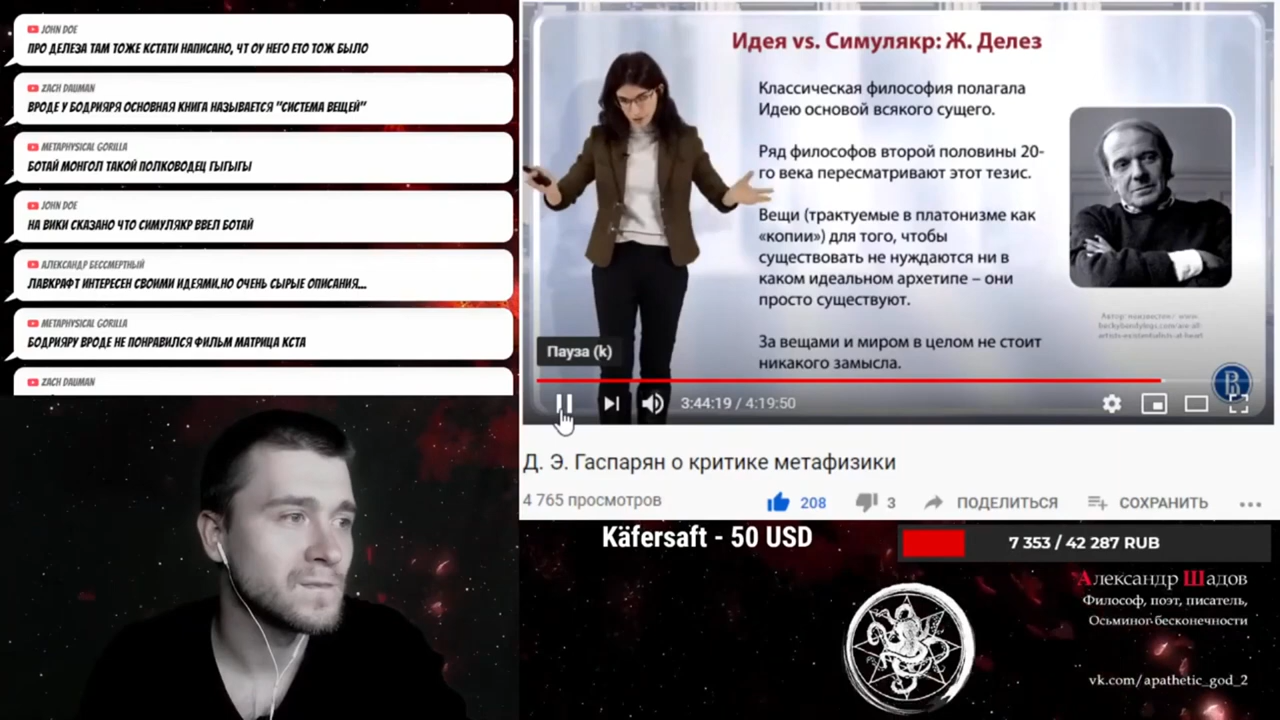 JOHN DOE
ПРО ДЕЛЕЗА ТАМ ТОЖЕ КСТАТИ НАПИСАНО, ЧТ ОУ НЕГО ЕТО ТОЖ БЫЛО
ZACH DAUMAN
ВРОДЕ У БОДРИЯРЯ ОСНОВНАЯ КНИГА НАЗЫВАЕТСЯ "СИСТЕМА ВЕЩЕЙ"
METAPHYSICAL GORILLA
БОТАЙ МОНГОЛ ТАКОЙ ПОЛКОВОДЕЦ ГЫГЫГЫ
JOHN DOE
НА ВИКИ СКАЗАНО ЧТО СИМУЛЯКР ВВЕЛ БОТАЙ
АЛЕКСАНДР БЕССМЕРТНЫЙ
ЛАВКРАФТ ИНТЕРЕСЕН СВОИМИ ИДЕЯМИ,НО ОЧЕНЬ СЫРЫЕ ОПИСАНИЯ...
METAPHYSICAL GORILLA
БОДРИЯРУ ВРОДЕ НЕ ПОНРАВИЛСЯ ФИЛЬМ МАТРИЦА КСТА
ZACH DAUMAN
Идея vs. Симулякр: Ж. Делез
Классическая философия полагала
Идею основой всякого сущего.
Ряд философов второй половины 20-
го века пересматривают этот тезис.
Вещи (трактуемые в платонизме как
«копии») для того, чтобы
существовать не нуждаются ни в
каком идеальном архетипе – они
просто существуют.
За вещами и миром в целом не стоит
никакого замысла.
Пауза (k)
3:44:19 / 4:19:50
Д. Э. Гаспарян о критике метафизики
4 765 просмотров
208
3
ПОДЕЛИТЬСЯ
СОХРАНИТЬ
Käfersaft - 50 USD
7 353 / 42 287 RUB
Александр Шадов
Философ, поэт, писатель,
Осьминог бесконечности
vk.com/apathetic_god_2